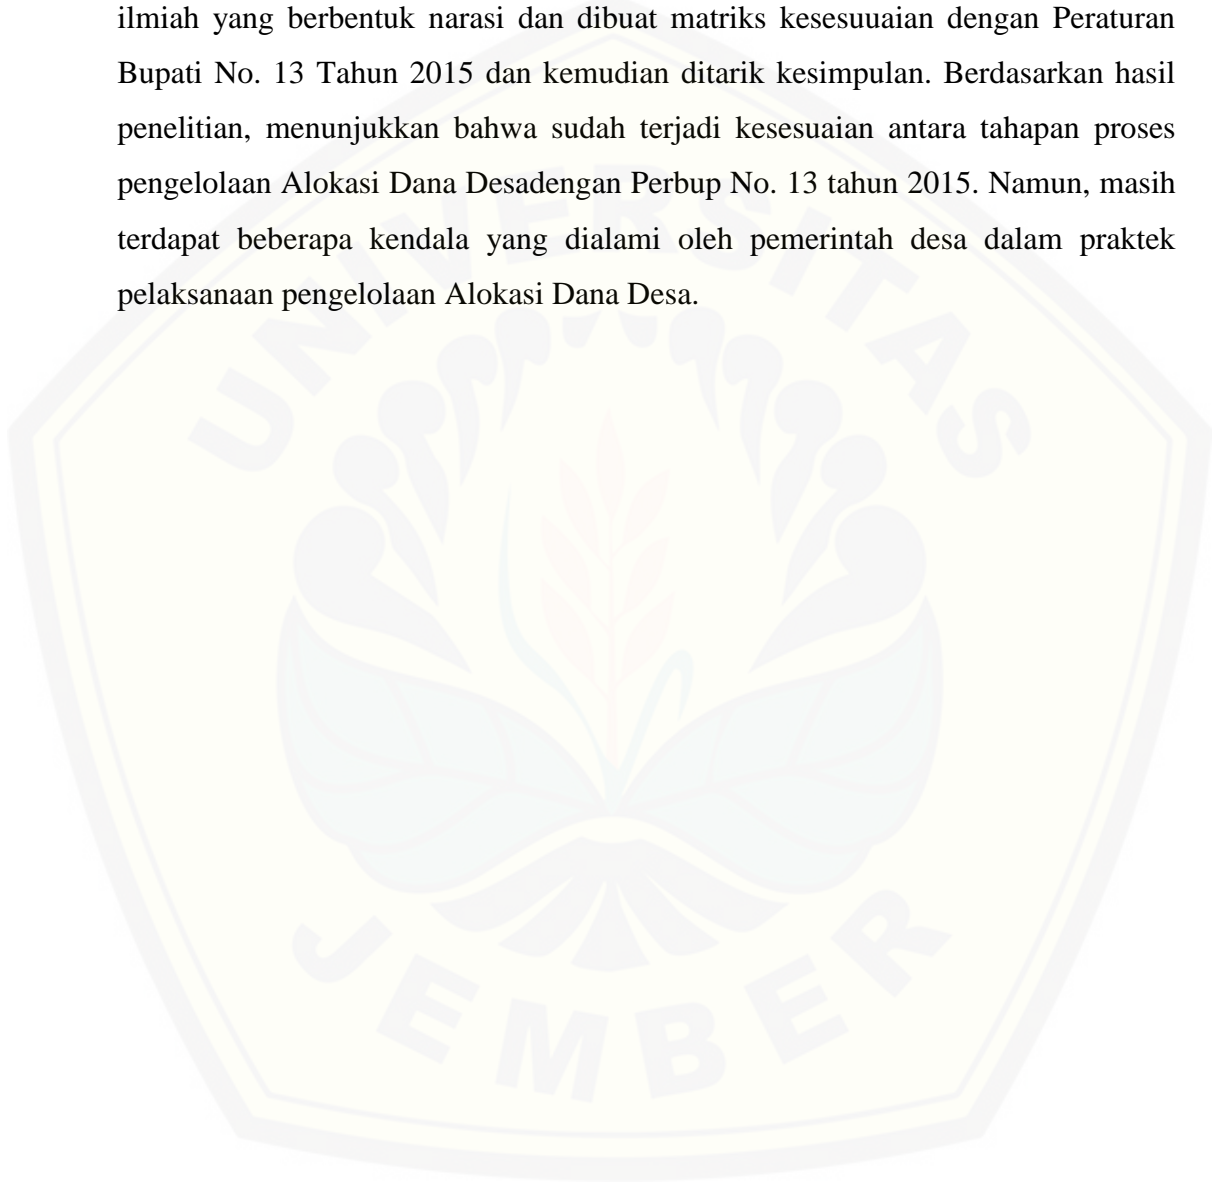 ilmiah yang berbentuk narasi dan dibuat matriks kesesuuaian dengan Peraturan
Bupati No. 13 Tahun 2015 dan kemudian ditarik kesimpulan. Berdasarkan hasil
penelitian, menunjukkan bahwa sudah terjadi kesesuaian antara tahapan proses
pengelolaan Alokasi Dana Desadengan Perbup No. 13 tahun 2015. Namun, masih
terdapat beberapa kendala yang dialami oleh pemerintah desa dalam praktek
pelaksanaan pengelolaan Alokasi Dana Desa.
UNIVERSITAS
JEMBER